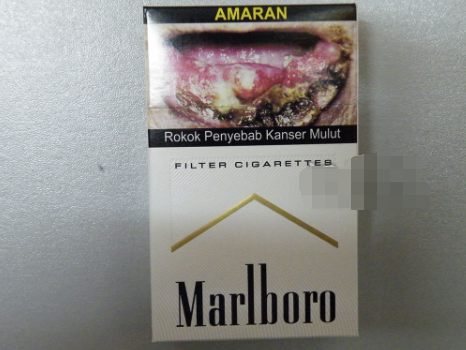 AMARAN
Rokok Penyebab Kanser Mulut
FILTER CIGARETTES
Marlboro